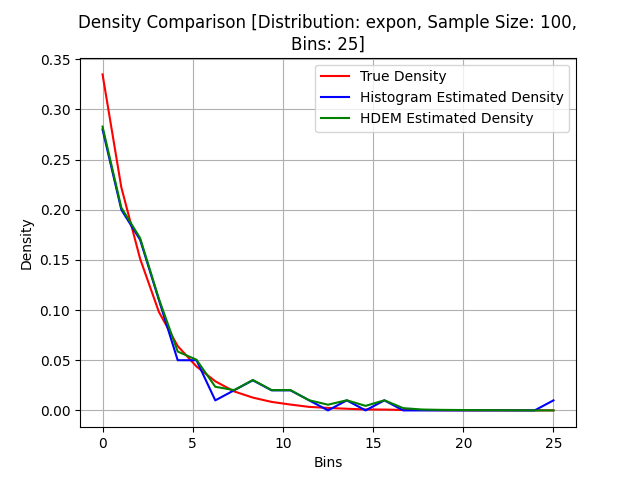 Density Comparison [Distribution: expon, Sample Size: 100,
Bins: 25]
True Density
Histogram Estimated Density
HDEM Estimated Density
Density
0.35
0.30
0.25
0.20
0.15
0.10
0.05
0.00
0 5 10 15 20 25
Bins